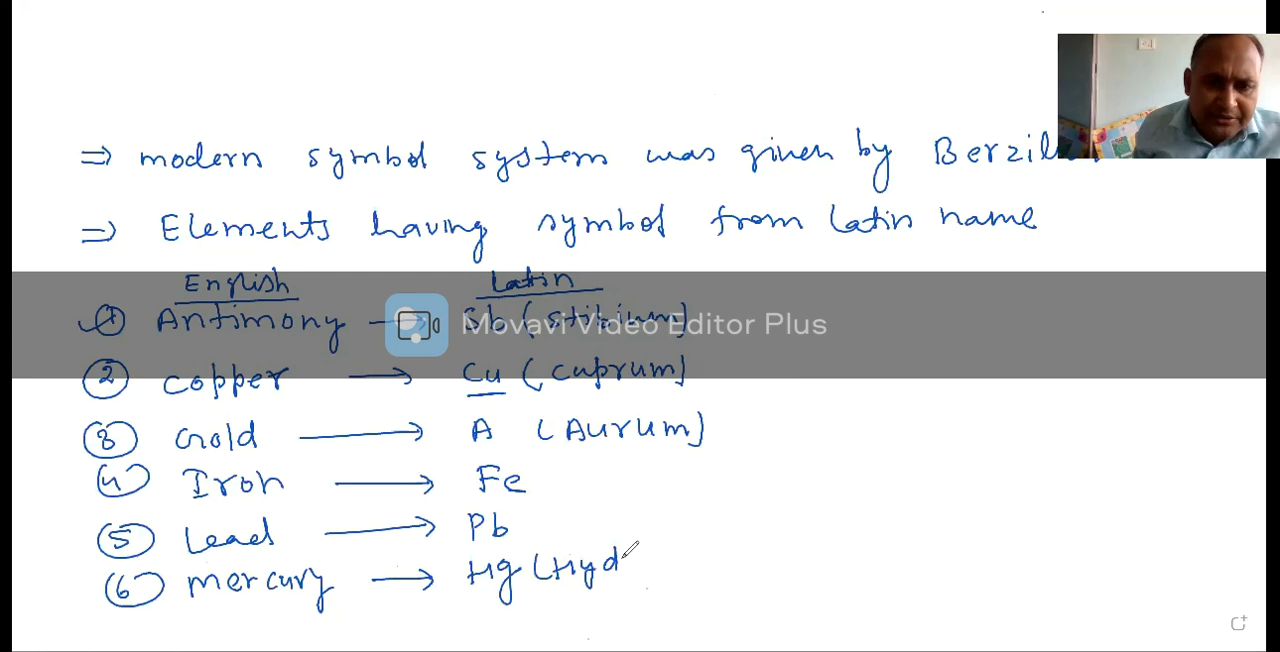 ⇒ modern symbol system was given by Berzili
⇒ Elements having symbol from Latin name
English Latin
① Antimony → Sb (stibium)
Movavi Video Editor Plus
② copper → Cu (cuprum)
③ Gold → A (Aurum)
④ Iron → Fe
⑤ Lead → Pb
⑥ mercury → Hg (Hyd